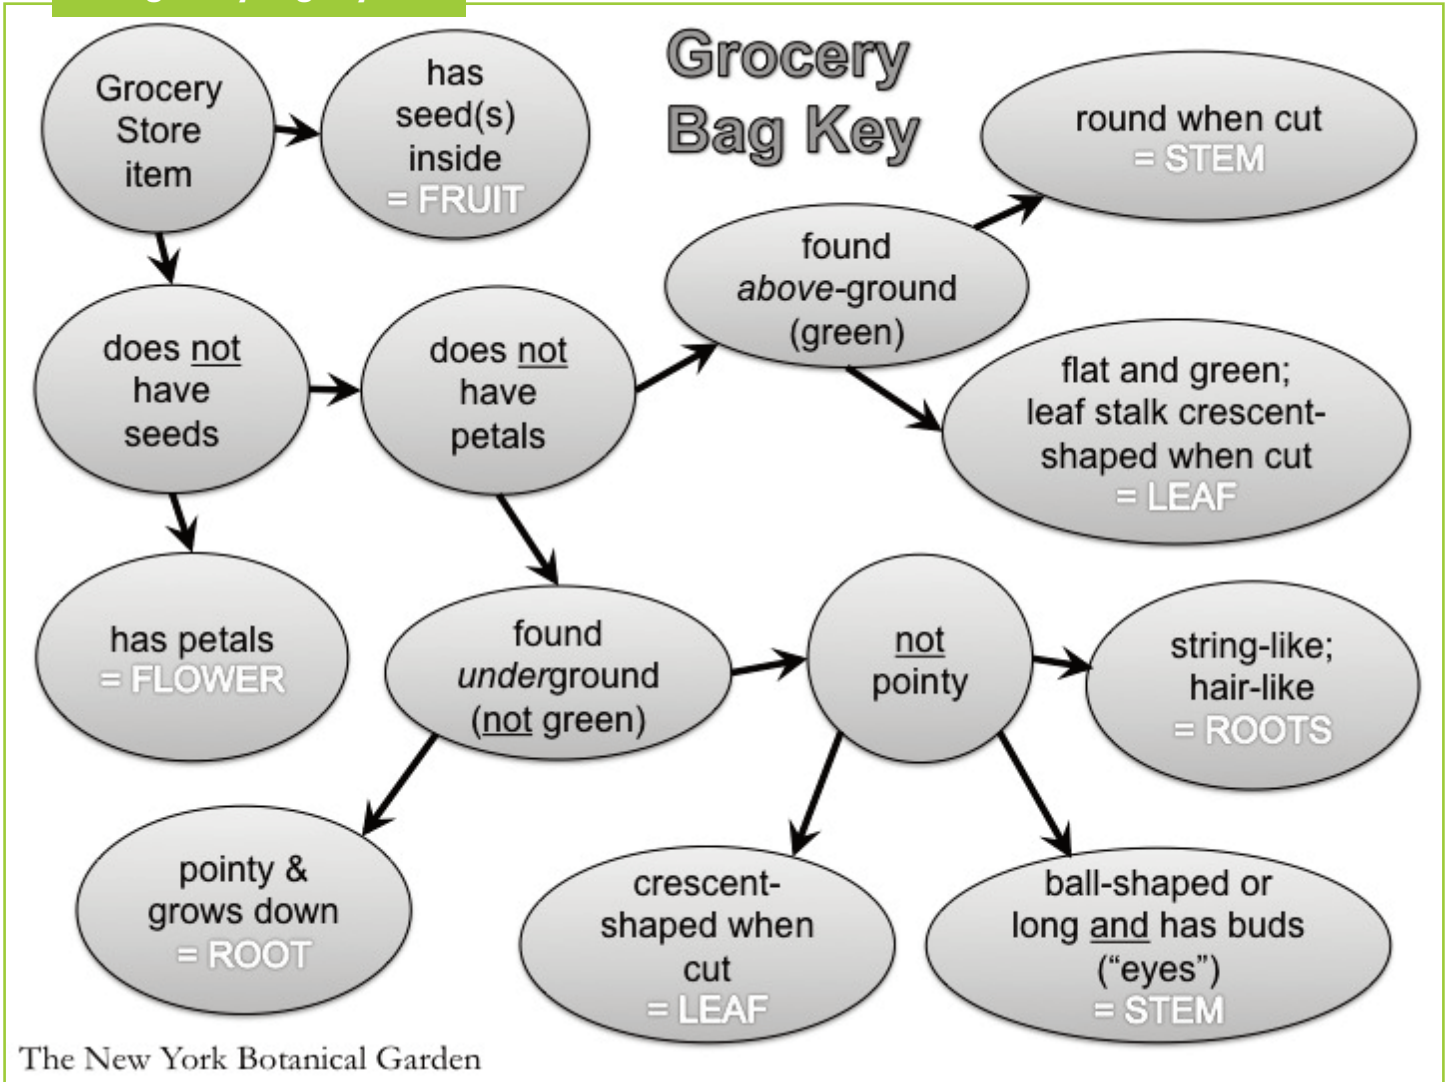 Grocery
Bag Key
Grocery
Store
item
has
seed(s)
inside
= FRUIT
does not
have
seeds
has petals
= FLOWER
does not
have
petals
found
above-ground
(green)
round when cut
= STEM
flat and green;
leaf stalk crescent-
shaped when cut
= LEAF
found
underground
(not green)
pointy &
grows down
= ROOT
not
pointy
string-like;
hair-like
= ROOTS
crescent-
shaped when
cut
= LEAF
ball-shaped or
long and has buds
(“eyes”)
= STEM
The New York Botanical Garden